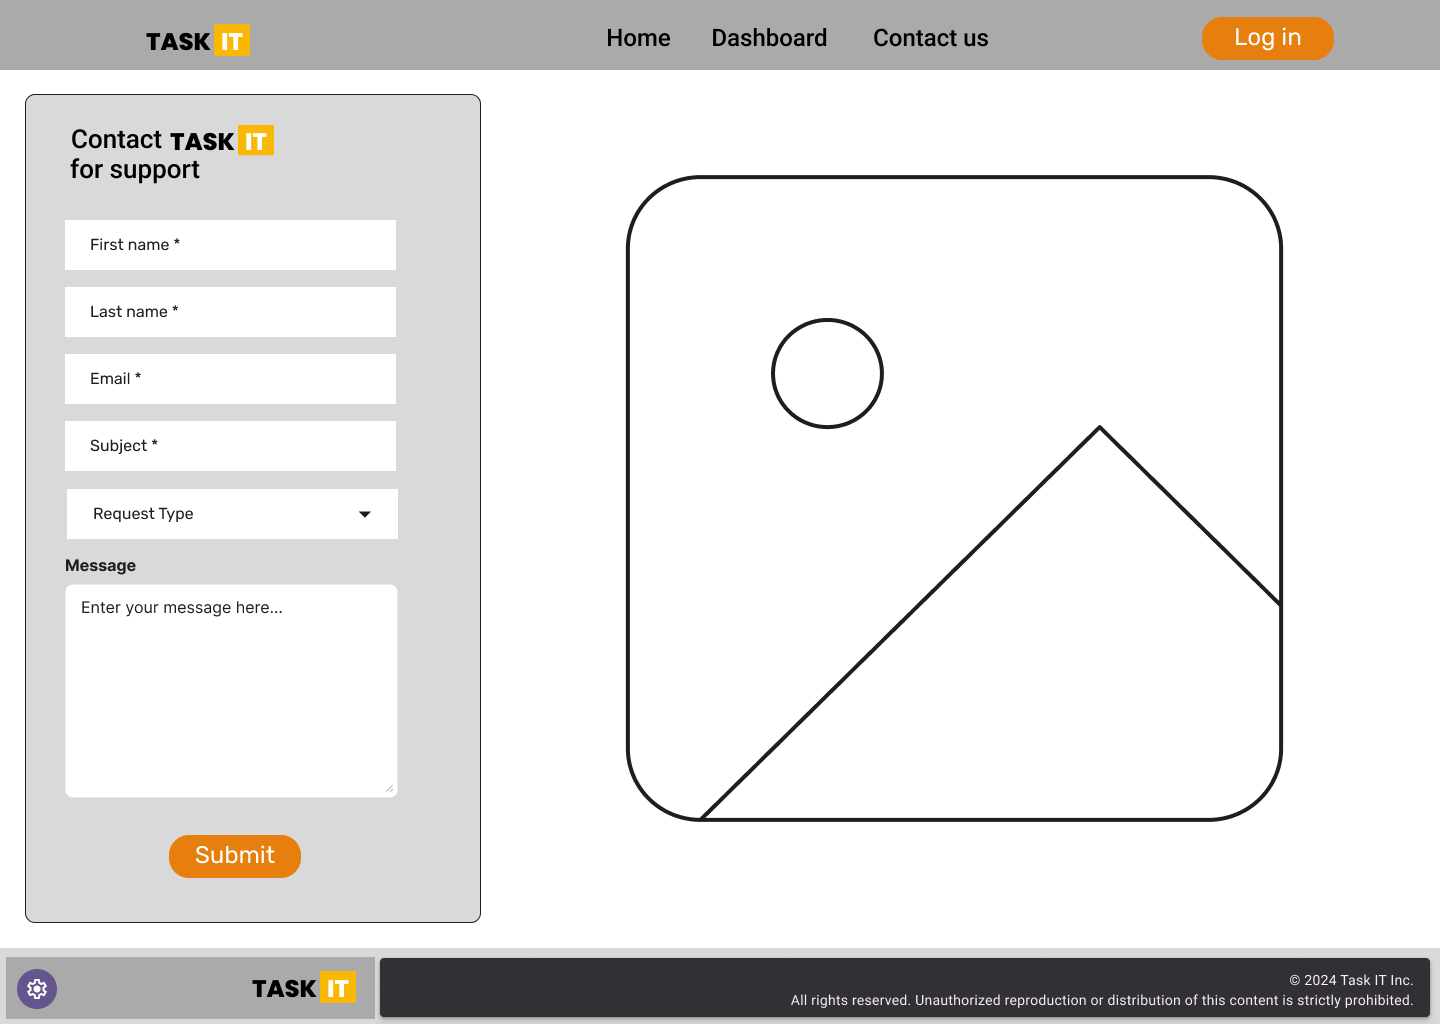 TASK IT
Home Dashboard Contact us
Log in
Contact TASK IT
for support
First name *
Last name *
Email *
Subject *
Request Type
Message
Enter your message here...
Submit
TASK IT
© 2024 Task IT Inc.
All rights reserved. Unauthorized reproduction or distribution of this content is strictly prohibited.